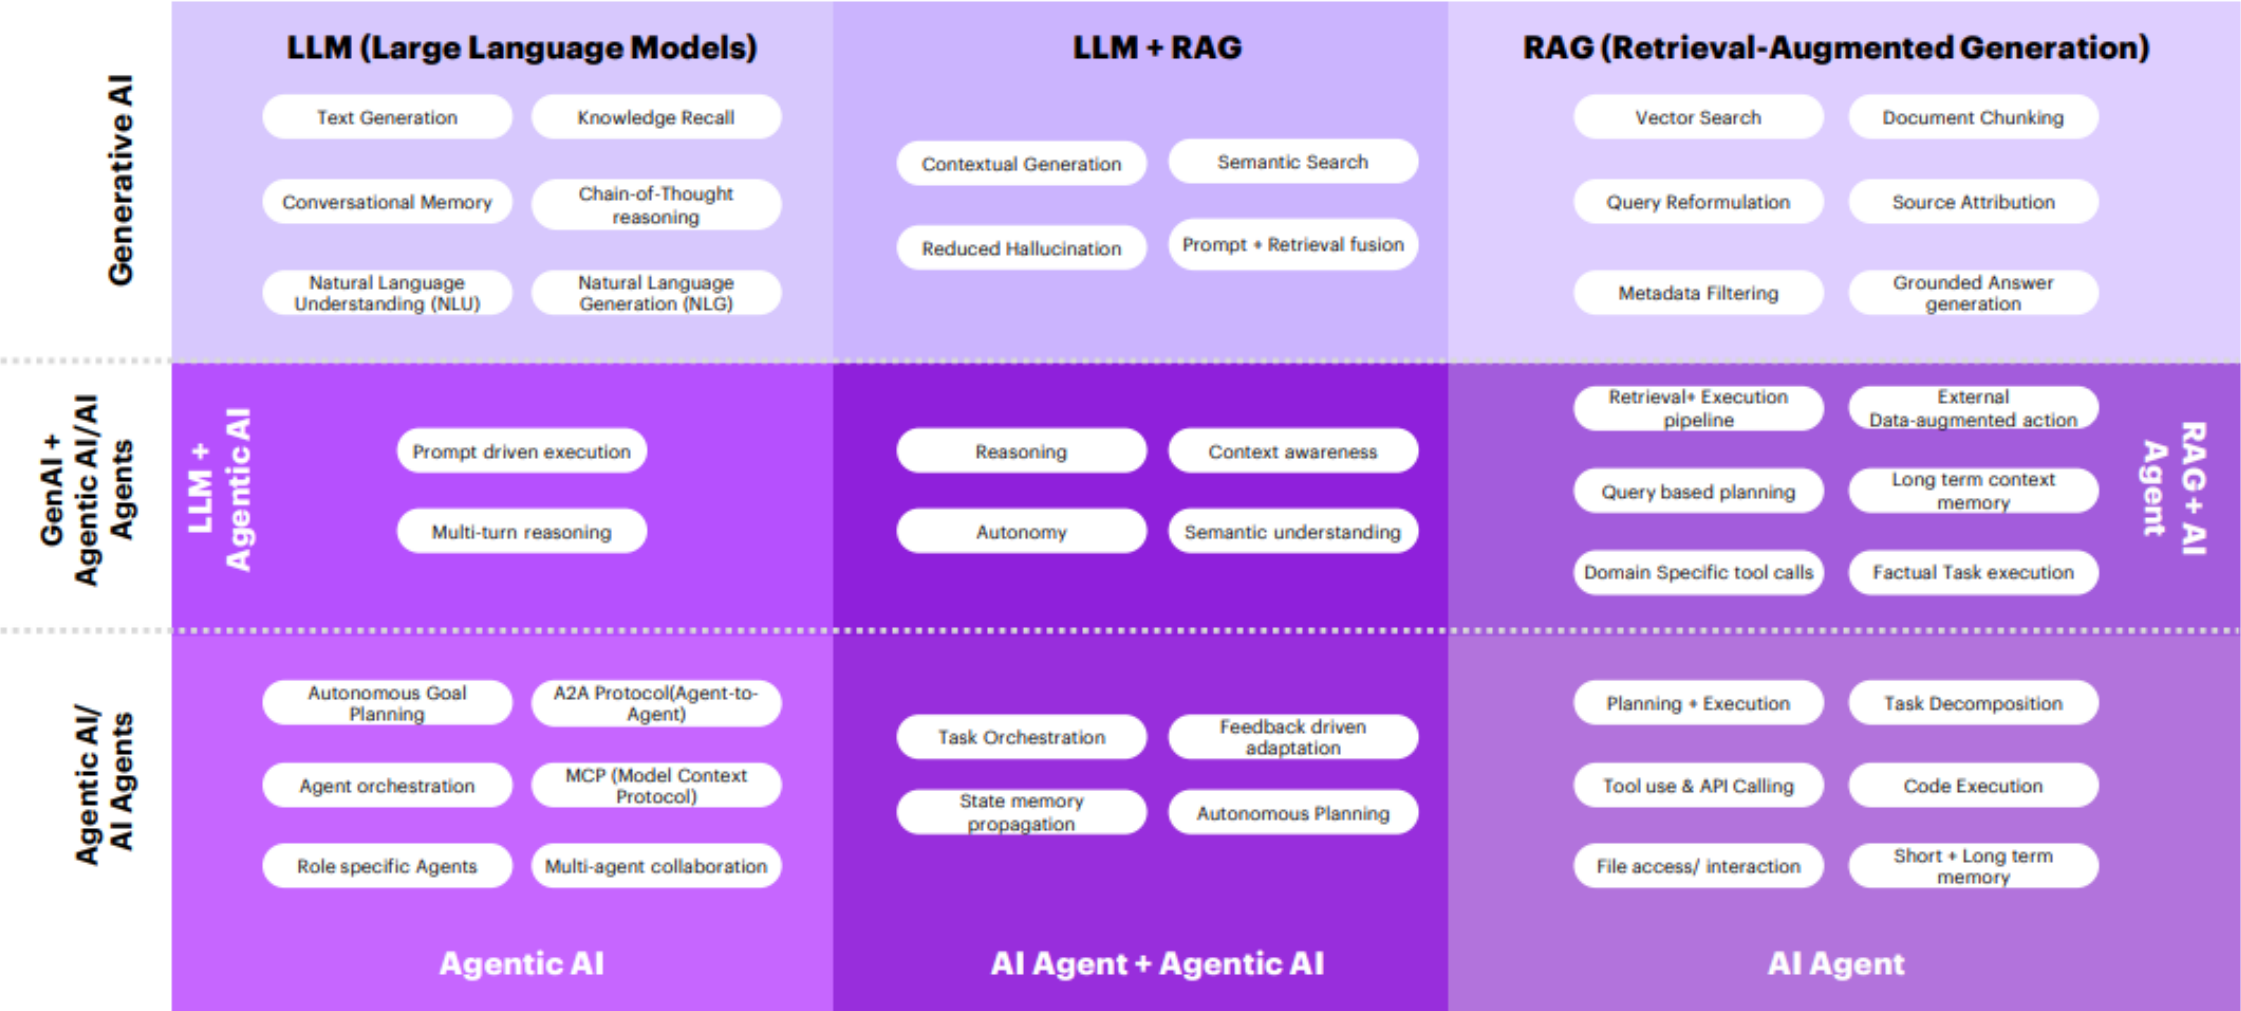 LLM (Large Language Models)
LLM + RAG
RAG (Retrieval-Augmented Generation)
Generative AI
Text Generation
Knowledge Recall
Conversational Memory
Chain-of-Thought
reasoning
Natural Language
Understanding (NLU)
Natural Language
Generation (NLG)
Contextual Generation
Semantic Search
Reduced Hallucination
Prompt + Retrieval fusion
Vector Search
Document Chunking
Query Reformulation
Source Attribution
Metadata Filtering
Grounded Answer
generation
GenAI +
Agentic AI/AI
Agents
LLM +
Agentic AI
Prompt driven execution
Multi-turn reasoning
Reasoning
Context awareness
Autonomy
Semantic understanding
Retrieval+ Execution
pipeline
External
Data-augmented action
Query based planning
Long term context
memory
Domain Specific tool calls
Factual Task execution
RAG+ AI
Agent
Agentic AI/
AI Agents
Autonomous Goal
Planning
A2A Protocol(Agent-to-
Agent)
Agent orchestration
MCP (Model Context
Protocol)
Role specific Agents
Multi-agent collaboration
Task Orchestration
Feedback driven
adaptation
State memory
propagation
Autonomous Planning
Planning + Execution
Task Decomposition
Tool use & API Calling
Code Execution
File access/ interaction
Short + Long term
memory
Agentic AI
AI Agent + Agentic AI
AI Agent